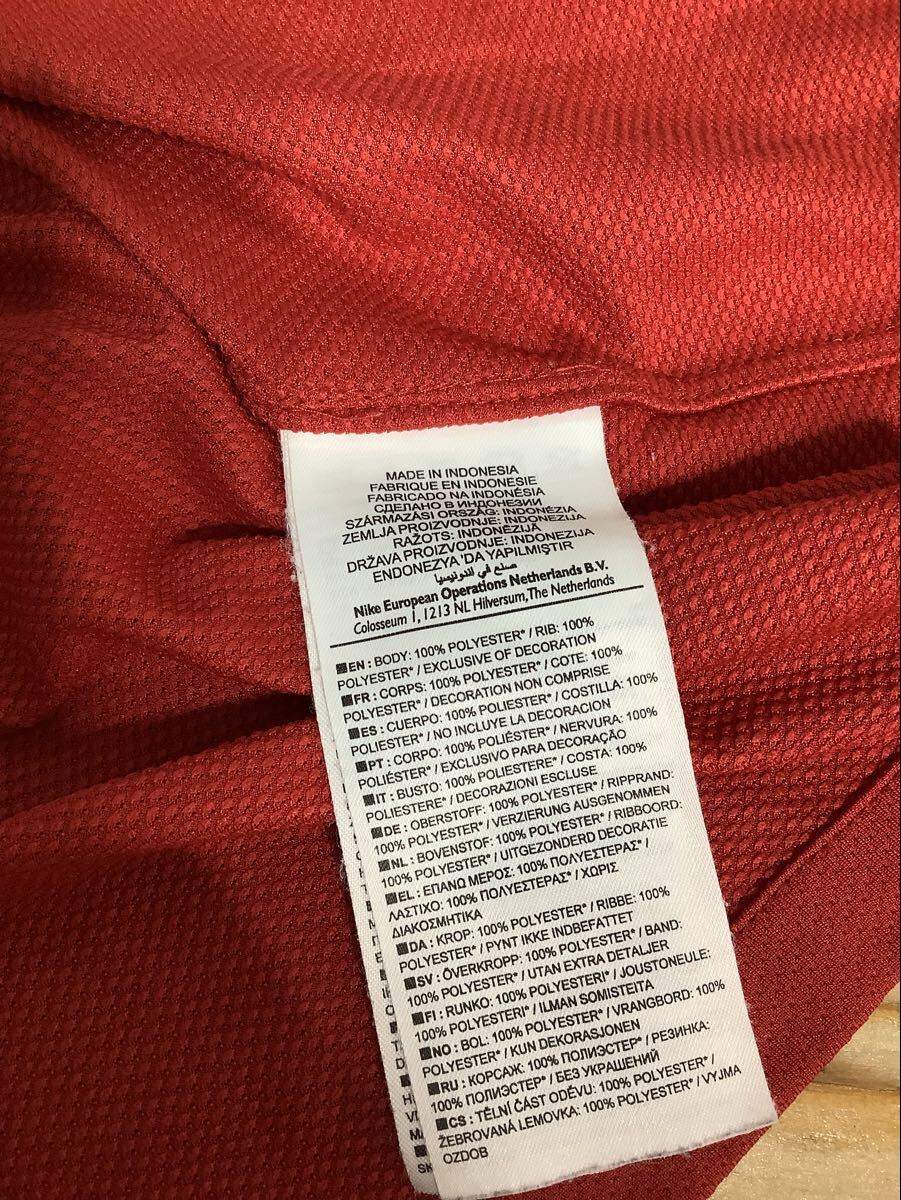 MADE IN INDONESIA
FABRIQUE EN INDONESIE
FABRICADO NA INDONÉSIA
СДЕЛАНО В ИНДОНЕЗИИ
SZÁRMAZÁSI ORSZÁG: INDONÉZIA
ZEMLJA PROIZVODNJE: INDONEZIJA
RAŽOTS: INDONĒZIJĀ
DRŽAVA PROIZVODNJE: INDONEZIJA
ENDONEZYA 'DA YAPILMIŞTIR
صنع في اندونيسيا
Nike European Operations Netherlands B.V.
Colosseum 1, 1213 NL Hilversum, The Netherlands
EN : BODY: 100% POLYESTER* / RIB: 100%
POLYESTER* / EXCLUSIVE OF DECORATION
FR : CORPS: 100% POLYESTER* / COTE: 100%
POLYESTER* / DECORATION NON COMPRISE
ES : CUERPO: 100% POLIESTER* / COSTILLA: 100%
POLIESTER* / NO INCLUYE LA DECORACION
PT : CORPO: 100% POLIÉSTER* / NERVURA: 100%
POLIÉSTER* / EXCLUSIVO PARA DECORAÇÃO
IT : BUSTO: 100% POLIESTERE* / COSTA: 100%
POLIESTERE* / DECORAZIONI ESCLUSE
DE : OBERSTOFF: 100% POLYESTER* / RIPPRAND:
100% POLYESTER* / VERZIERUNG AUSGENOMMEN
NL : BOVENSTOF: 100% POLYESTER* / RIBBOORD:
100% POLYESTER* / UITGEZONDERD DECORATIE
EL : ΕΠΑΝΩ ΜΕΡΟΣ: 100% ΠΟΛΥΕΣΤΕΡΑΣ* /
ΛΑΣΤΙΧΟ: 100% ΠΟΛΥΕΣΤΕΡΑΣ* / ΧΩΡΙΣ
ΔΙΑΚΟΣΜΗΤΙΚΑ
DA : KROP: 100% POLYESTER* / RIBBE: 100%
POLYESTER* / PYNT IKKE INDBEFATTET
SV : ÖVERKROPP: 100% POLYESTER* / BAND:
100% POLYESTER* / UTAN EXTRA DETALJER
FI : RUNKO: 100% POLYESTERI* / JOUSTONEULE:
100% POLYESTERI* / ILMAN SOMISTEITA
NO : BOL: 100% POLYESTER* / VRANGBORD: 100%
POLYESTER* / KUN DEKORASJONEN
RU : КОРСАЖ: 100% ПОЛИЭСТЕР* / РЕЗИНКА:
100% ПОЛИЭСТЕР* / БЕЗ УКРАШЕНИЙ
CS : TĚLNÍ ČÁST ODĚVU: 100% POLYESTER* /
ŽEBROVANÁ LEMOVKA: 100% POLYESTER* / VYJMA
OZDOB